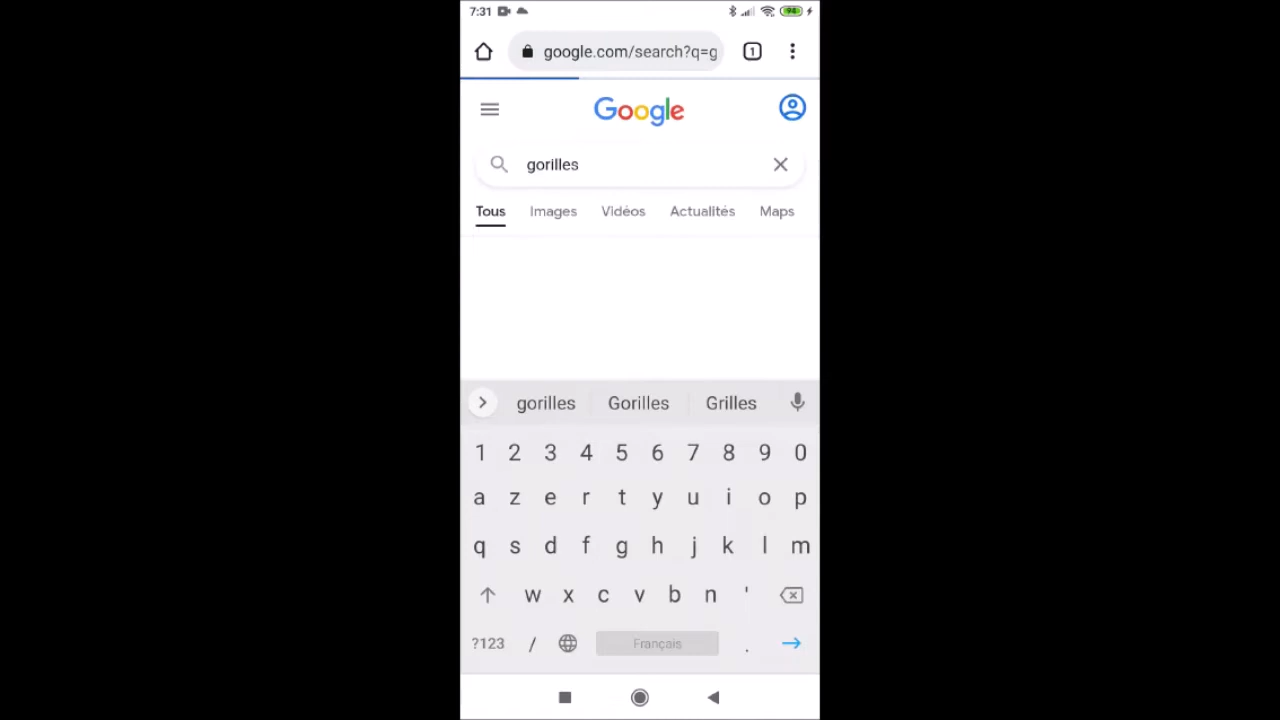 7:31 94
google.com/search?q=g 1
Google
gorilles
Tous Images Vidéos Actualités Maps
gorilles Gorilles Grilles
1 2 3 4 5 6 7 8 9 0
a z e r t y u i o p
q s d f g h j k l m
w x c v b n '
?123 / Français .